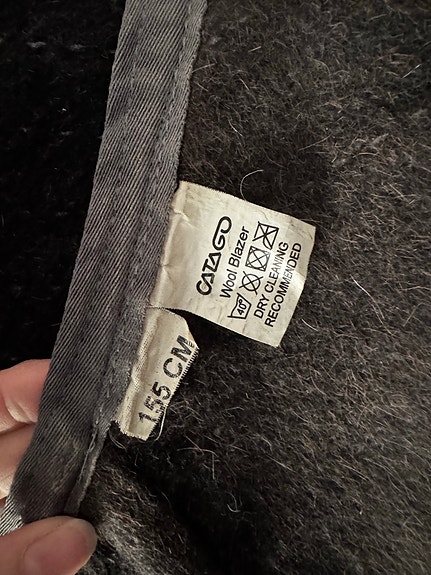 CATAGO
Wool Blazer
40°
DRY CLEANING
RECOMMENDED
155 CM